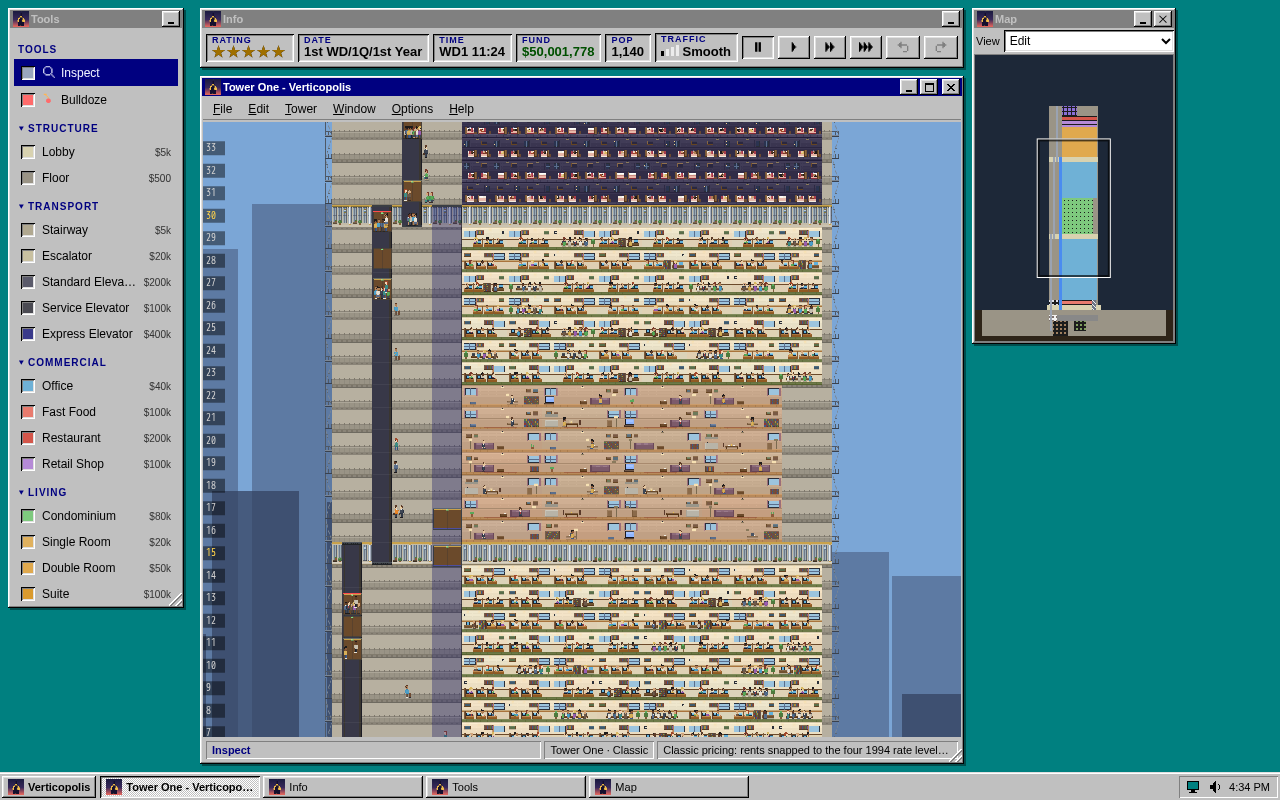 Tools
TOOLS
Inspect
Bulldoze
STRUCTURE
Lobby $5k
Floor $500
TRANSPORT
Stairway $5k
Escalator $20k
Standard Eleva… $200k
Service Elevator $100k
Express Elevator $400k
COMMERCIAL
Office $40k
Fast Food $100k
Restaurant $200k
Retail Shop $100k
LIVING
Condominium $80k
Single Room $20k
Double Room $50k
Suite $100k
Info
RATING
DATE
1st WD/1Q/1st Year
TIME
WD1 11:24
FUND
$50,001,778
POP
1,140
TRAFFIC
Smooth
Tower One - Verticopolis
File Edit Tower Window Options Help
33
32
31
30
29
28
27
26
25
24
23
22
21
20
19
18
17
16
15
14
13
12
11
10
9
8
7
Inspect
Tower One · Classic
Classic pricing: rents snapped to the four 1994 rate level…
Map
View Edit
Verticopolis
Tower One - Verticopo…
Info
Tools
Map
4:34 PM